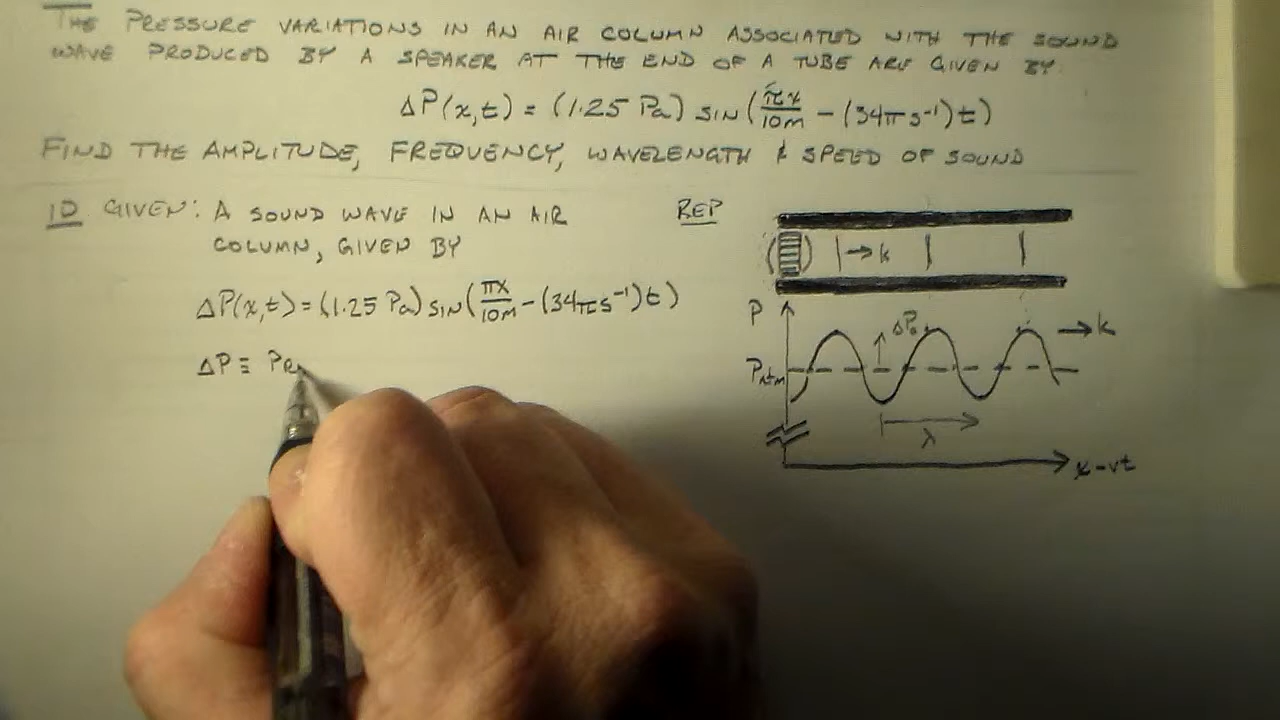 THE PRESSURE VARIATIONS IN AN AIR COLUMN ASSOCIATED WITH THE SOUND
WAVE PRODUCED BY A SPEAKER AT THE END OF A TUBE ARE GIVEN BY
ΔP(x,t) = (1.25 Pa) SIN(πx/10M - (34π s⁻¹)t)
FIND THE AMPLITUDE, FREQUENCY, WAVELENGTH & SPEED OF SOUND
ID GIVEN: A SOUND WAVE IN AN AIR
COLUMN, GIVEN BY
ΔP(x,t) = (1.25 Pa) SIN(πx/10M - (34π s⁻¹)t)
ΔP ≡ PRE
REP
k
P
ΔP₀
k
Patm
λ
x-vt